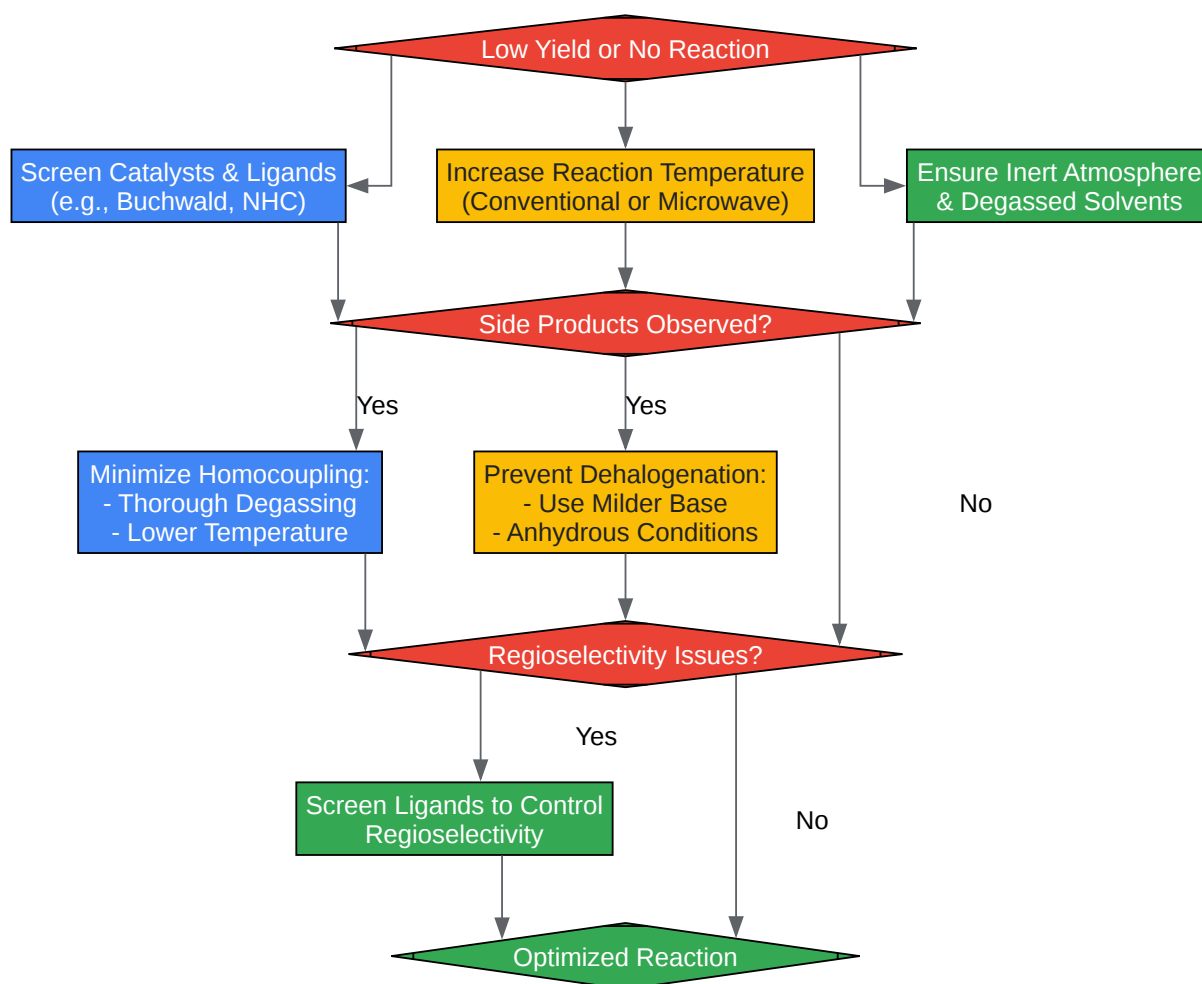 Low Yield or No Reaction
Screen Catalysts & Ligands
(e.g., Buchwald, NHC)
Increase Reaction Temperature
(Conventional or Microwave)
Ensure Inert Atmosphere
& Degassed Solvents
Side Products Observed?
Yes
Yes
No
Minimize Homocoupling:
- Thorough Degassing
- Lower Temperature
Prevent Dehalogenation:
- Use Milder Base
- Anhydrous Conditions
Regioselectivity Issues?
Yes
No
Screen Ligands to Control
Regioselectivity
Optimized Reaction